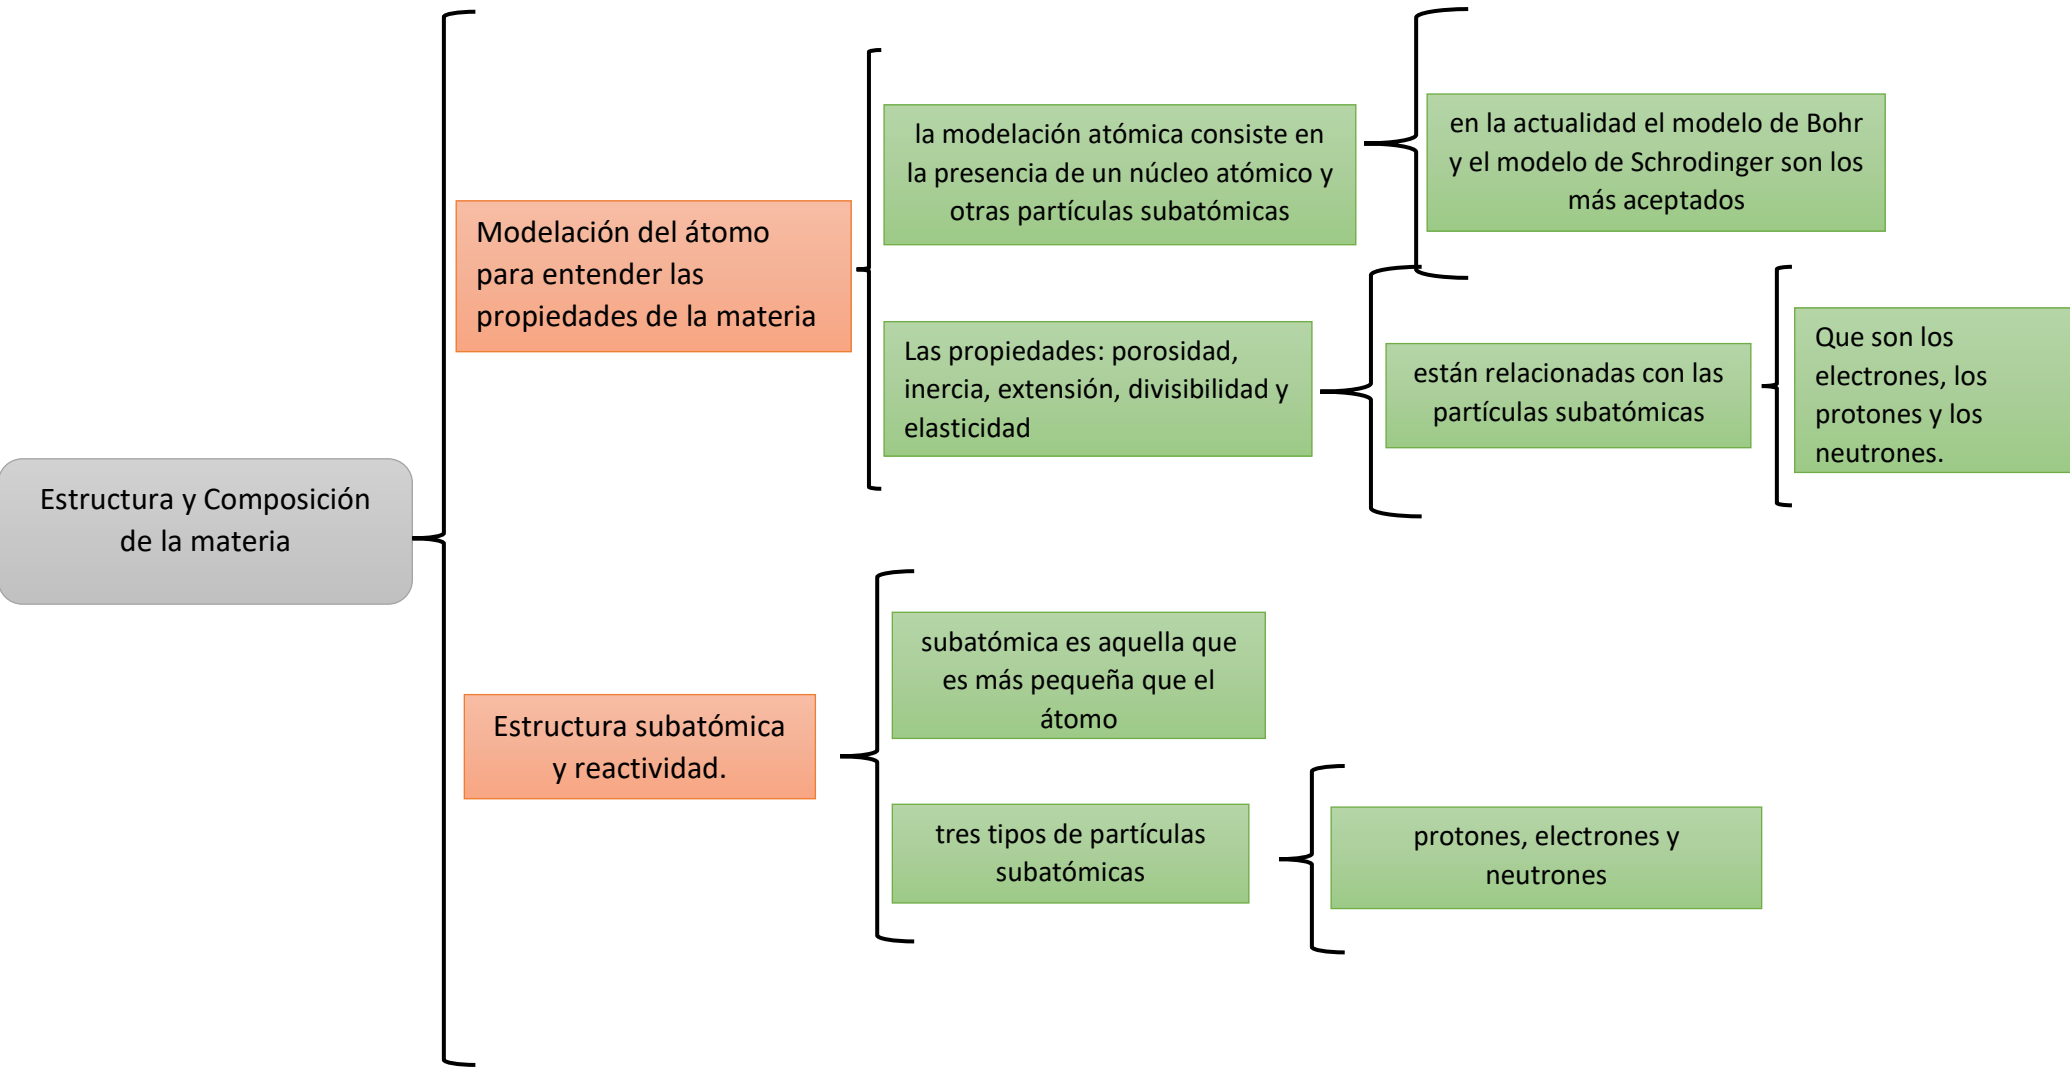 Estructura y Composición
de la materia
Modelación del átomo
para entender las
propiedades de la materia
la modelación atómica consiste en
la presencia de un núcleo atómico y
otras partículas subatómicas
en la actualidad el modelo de Bohr
y el modelo de Schrodinger son los
más aceptados
Las propiedades: porosidad,
inercia, extensión, divisibilidad y
elasticidad
están relacionadas con las
partículas subatómicas
Que son los
electrones, los
protones y los
neutrones.
Estructura subatómica
y reactividad.
subatómica es aquella que
es más pequeña que el
átomo
tres tipos de partículas
subatómicas
protones, electrones y
neutrones